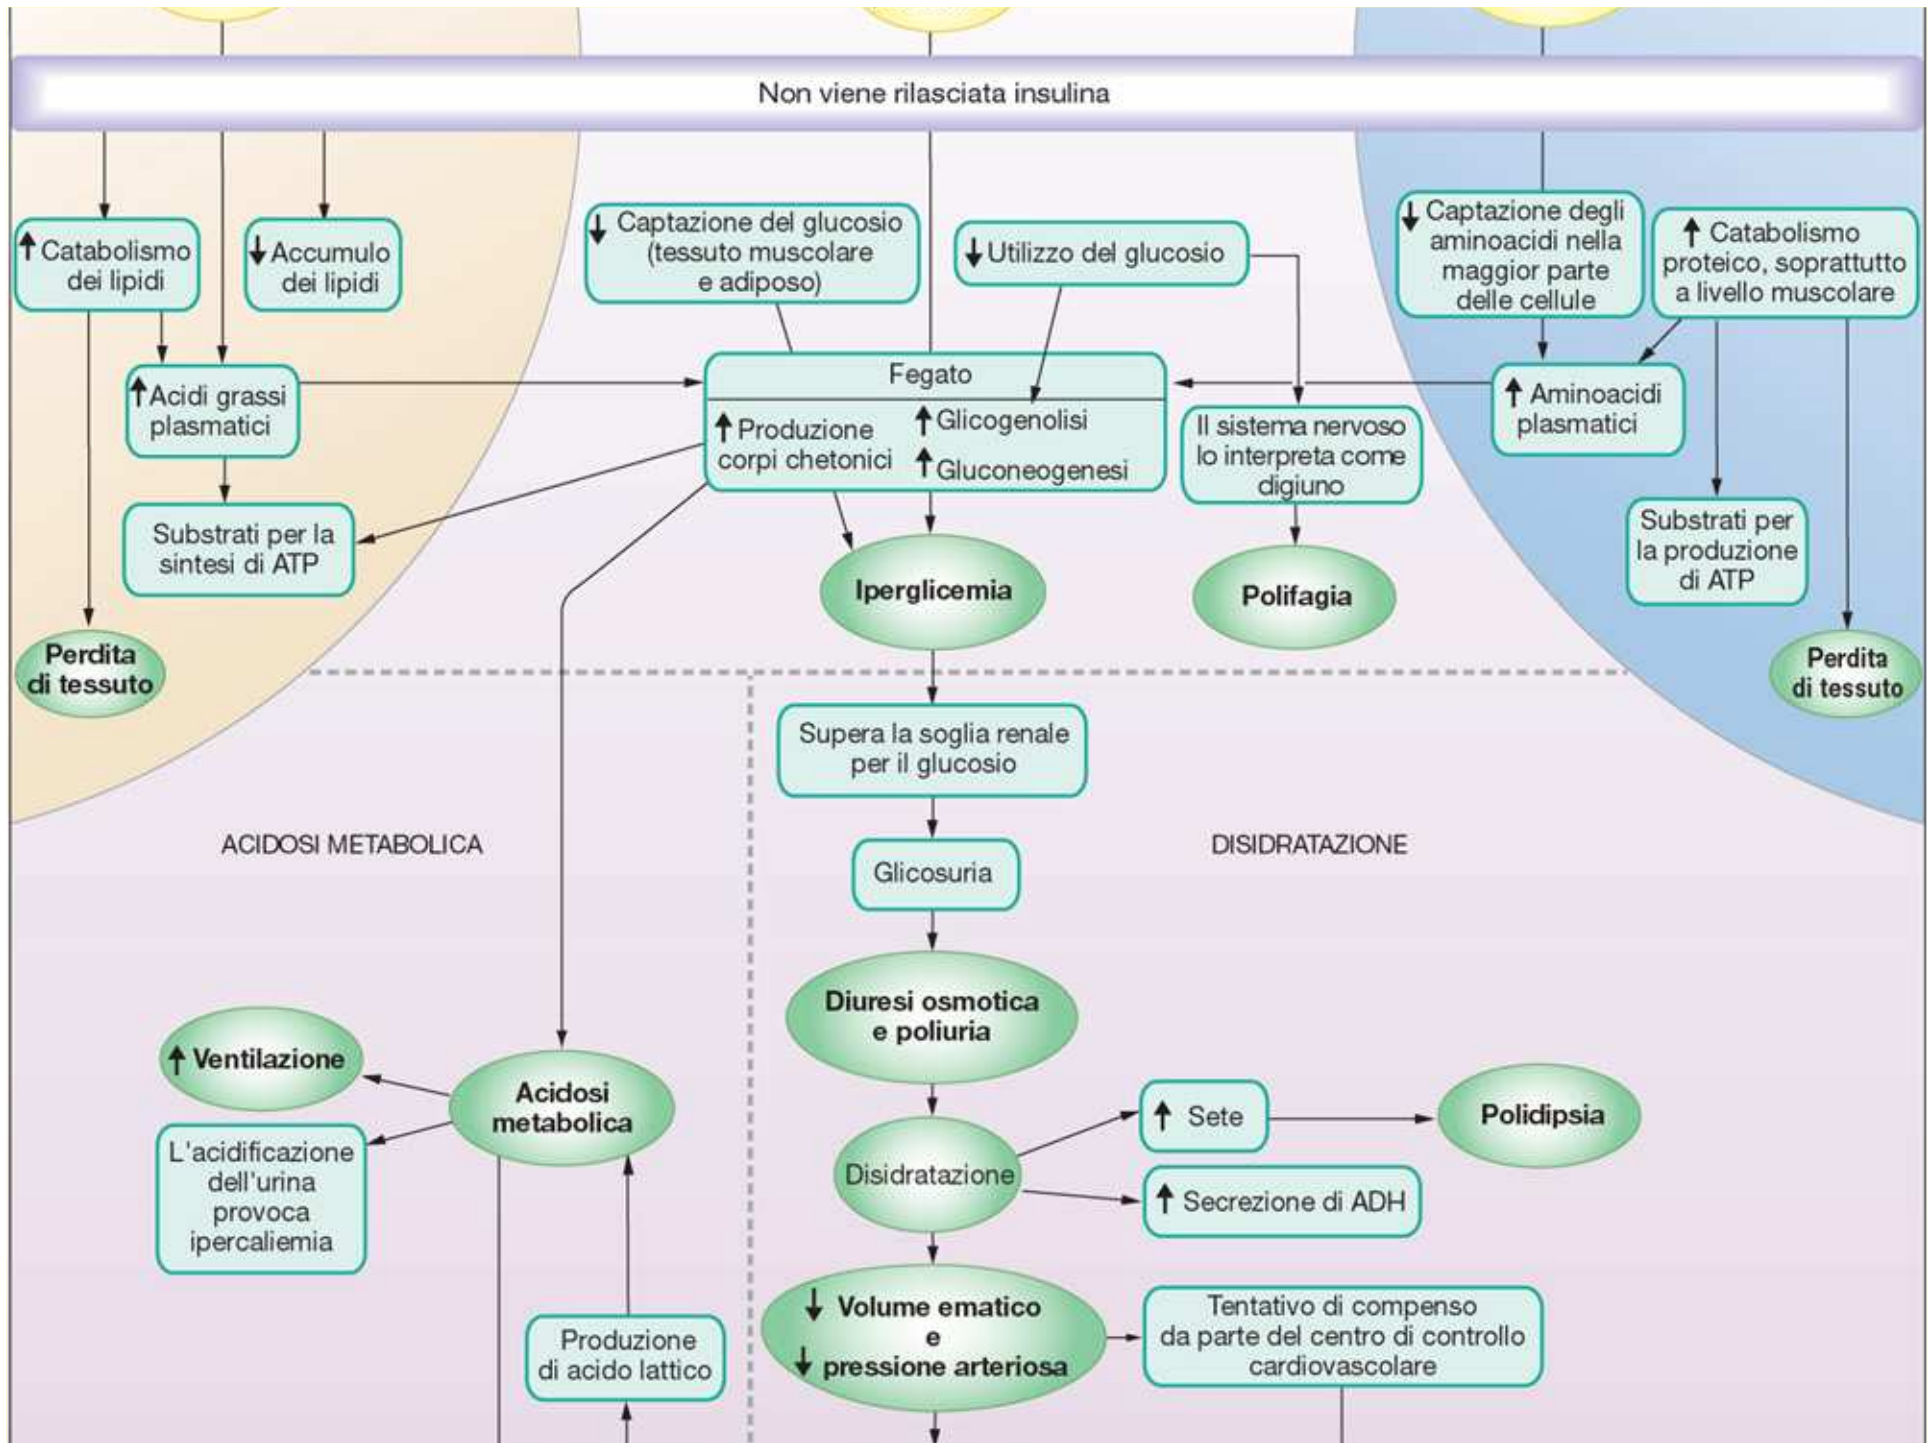 Non viene rilasciata insulina
↑ Catabolismo
dei lipidi
↓ Accumulo
dei lipidi
↓ Captazione del glucosio
(tessuto muscolare
e adiposo)
↓ Utilizzo del glucosio
↓ Captazione degli
aminoacidi nella
maggior parte
delle cellule
↑ Catabolismo
proteico, soprattutto
a livello muscolare
↑ Acidi grassi
plasmatici
Fegato
↑ Produzione
corpi chetonici
↑ Glicogenolisi
↑ Gluconeogenesi
Il sistema nervoso
lo interpreta come
digiuno
↑ Aminoacidi
plasmatici
Substrati per la
sintesi di ATP
Substrati per
la produzione
di ATP
Iperglicemia
Polifagia
Perdita
di tessuto
Perdita
di tessuto
Supera la soglia renale
per il glucosio
ACIDOSI METABOLICA
DISIDRATAZIONE
Glicosuria
Diuresi osmotica
e poliuria
↑ Ventilazione
Acidosi
metabolica
L'acidificazione
dell'urina
provoca
ipercaliemia
Disidratazione
↑ Sete
Polidipsia
↑ Secrezione di ADH
Produzione
di acido lattico
↓ Volume ematico
e
↓ pressione arteriosa
Tentativo di compenso
da parte del centro di controllo
cardiovascolare